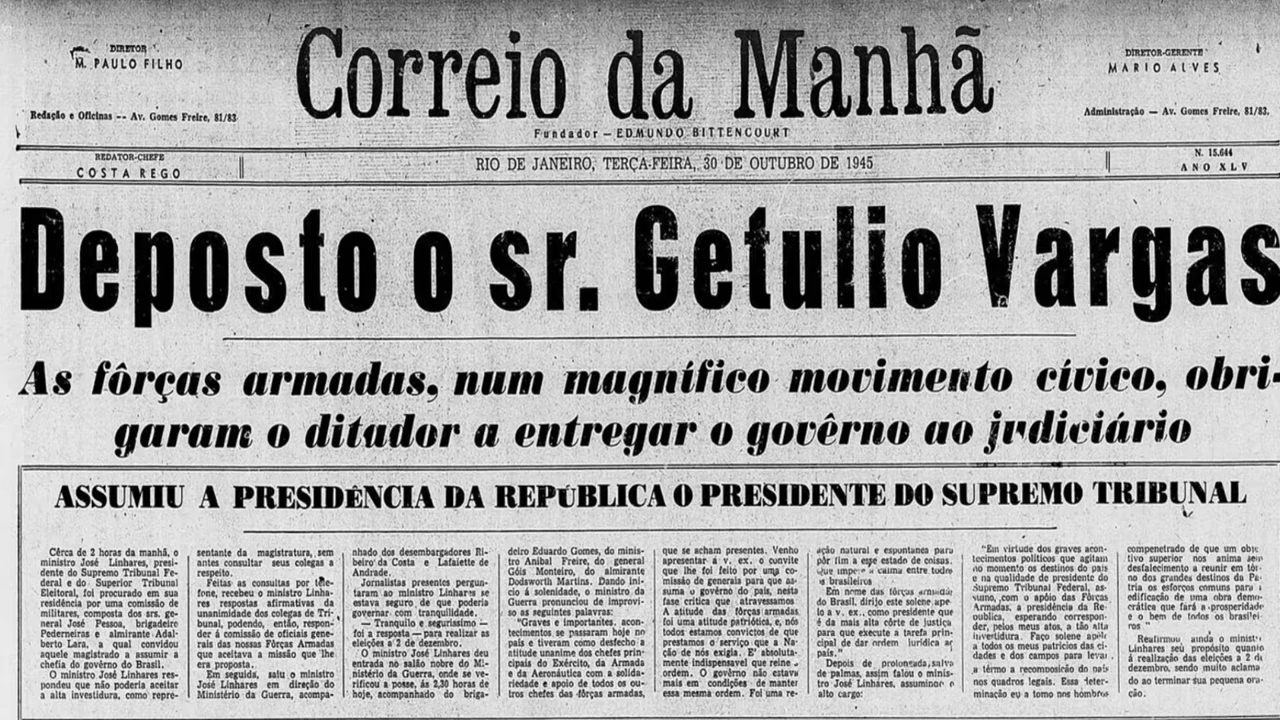 DIRETOR
M. PAULO FILHO
Correio da Manhã
DIRETOR-GERENTE
MARIO ALVES
Redação e Oficinas -- Av. Gomes Freire, 81/83
Fundador — EDMUNDO BITTENCOURT
Administração — Av. Gomes Freire, 81/83.
REDATOR-CHEFE
COSTA REGO
RIO DE JANEIRO, TERÇA-FEIRA, 30 DE OUTUBRO DE 1945
N. 15.644
ANO XLV
Deposto o sr. Getulio Vargas
As fôrças armadas, num magnífico movimento cívico, obri-
garam o ditador a entregar o govêrno ao judiciário
ASSUMIU A PRESIDÊNCIA DA REPÚBLICA O PRESIDENTE DO SUPREMO TRIBUNAL
Cêrca de 2 horas da manhã, o
ministro José Linhares, presi-
dente do Supremo Tribunal Fe-
deral e do Superior Tribunal
Eleitoral, foi procurado em sua
residência por uma comissão de
militares, composta dos srs. ge-
neral José Pessoa, brigadeiro
Pederneiras e almirante Adal-
berto Lara, a qual convidou
aquele magistrado a assumir a
chefia do govêrno do Brasil.
O ministro José Linhares res-
pondeu que não poderia aceitar
a alta investidura, como repre-
sentante da magistratura, sem
antes consultar seus colegas a
respeito.
Feitas as consultas por tele-
fone, recebeu o ministro Linha-
res respostas afirmativas da
unanimidade dos colegas de Tri-
bunal, podendo, então, respon-
der á comissão de oficiais gene-
rais das nossas Fôrças Armadas
que aceitava a missão que lhe
era proposta.
Em seguida, saiu o ministro
José Linhares em direção do
Ministério da Guerra, acompa-
nhado dos desembargadores Ri-
beiro da Costa e Lafaiete de
Andrade.
Jornalistas presentes pergun-
taram ao ministro Linhares se
estava seguro de que poderia
governar com tranquilidade.
— Tranquilo e seguríssimo —
foi a resposta — para realizar as
eleições a 2 de dezembro.
O ministro José Linhares deu
entrada no salão nobre do Mi-
nistério da Guerra, onde se ve-
rificou a posse, ás 2,30 horas de
hoje, acompanhado do briga-
deiro Eduardo Gomes, do minis-
tro Anibal Freire, do general
Góis Monteiro, do almirante
Dodsworth Martins. Dando iní-
cio á solenidade, o ministro da
Guerra pronunciou de improvi-
so as seguintes palavras:
"Graves e importantes. acon-
tecimentos se passaram hoje no
país e tiveram como desfecho a
atitude unanime dos chefes princi-
pais do Exército, da Armada
e da Aeronáutica com a solida-
riedade e apoio de todos os ou-
tros chefes das fôrças armadas,
que se acham presentes. Venho
apresentar á v. ex. o convite
que lhe foi feito por uma co-
missão de generais para que as-
suma o govêrno do país, nesta
fase crítica que atravessamos
A atitude das fôrças armadas
foi uma atitude patriótica, e, nós
todos estamos convictos de que
prestamos o serviço que a Na-
ção de nós exigia. E' absoluta-
mente indispensavel que reine
ordem. O govêrno não estava
mais em condições de manter
essa mesma ordem. Foi uma re-
ação natural e espontanea para
pôr fim a esse estado de coisas.
Que impere a calma entre todos
os brasileiros
Em nome das fôrças armadas
do Brasil, dirijo este solene ape-
lo a v. ex., como presidente que
é da mais alta côrte de justiça
para que execute a tarefa prin-
cipal de dar ordem jurídica ao
país."
Depois de prolongada salva
de palmas, assim falou o minis-
tro José Linhares, assumindo o
alto cargo:
"Em virtude dos graves acon-
tecimentos políticos que agitam
no momento os destinos do país
e na qualidade de presidente do
Supremo Tribunal Federal, as-
sumo, com o apôio das Fôrças
Armadas, a presidência da Re-
pública, esperando correspon-
der, pelos meus atos, a tão alta
investidura. Faço solene apêlo
a todos os meus patrícios das ci-
dades e dos campos para levar
a têrmo a recomposição do país
nos quadros legais. Essa deter-
minação eu a tomo nos hombros
compenetrado de que um obje-
tivo superior nos anima sem
desfalecimento a reunir em tôr-
no dos grandes destinos da Pá-
tria os esforços comuns para
edificação de uma obra demo-
crática que fará a prosperidade
e o bem de todos os brasilei-
ros "
Reafirmou, ainda o ministro
Linhares seu propósito quanto
á realização das eleições a 2 de
dezembro, sendo muito aclama-
do ao terminar sua pequena ora-
ção.